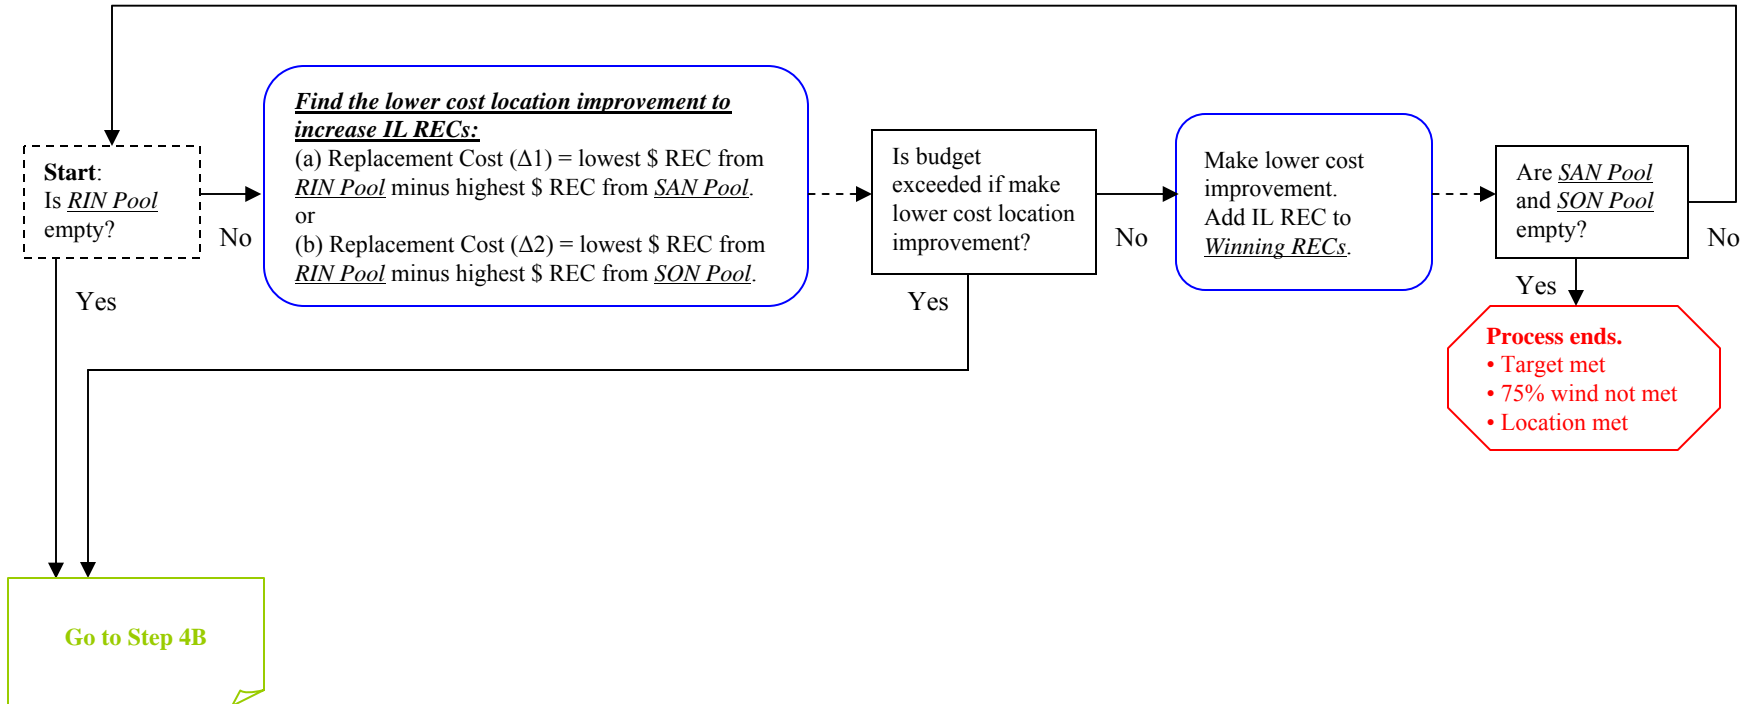 Start:
Is RIN Pool
empty?
No
Yes
Find the lower cost location improvement to
increase IL RECs:
(a) Replacement Cost (Δ1) = lowest $ REC from
RIN Pool minus highest $ REC from SAN Pool.
or
(b) Replacement Cost (Δ2) = lowest $ REC from
RIN Pool minus highest $ REC from SON Pool.
Is budget
exceeded if make
lower cost location
improvement?
No
Yes
Make lower cost
improvement.
Add IL REC to
Winning RECs.
Are SAN Pool
and SON Pool
empty?
No
Yes
Process ends.
• Target met
• 75% wind not met
• Location met
Go to Step 4B